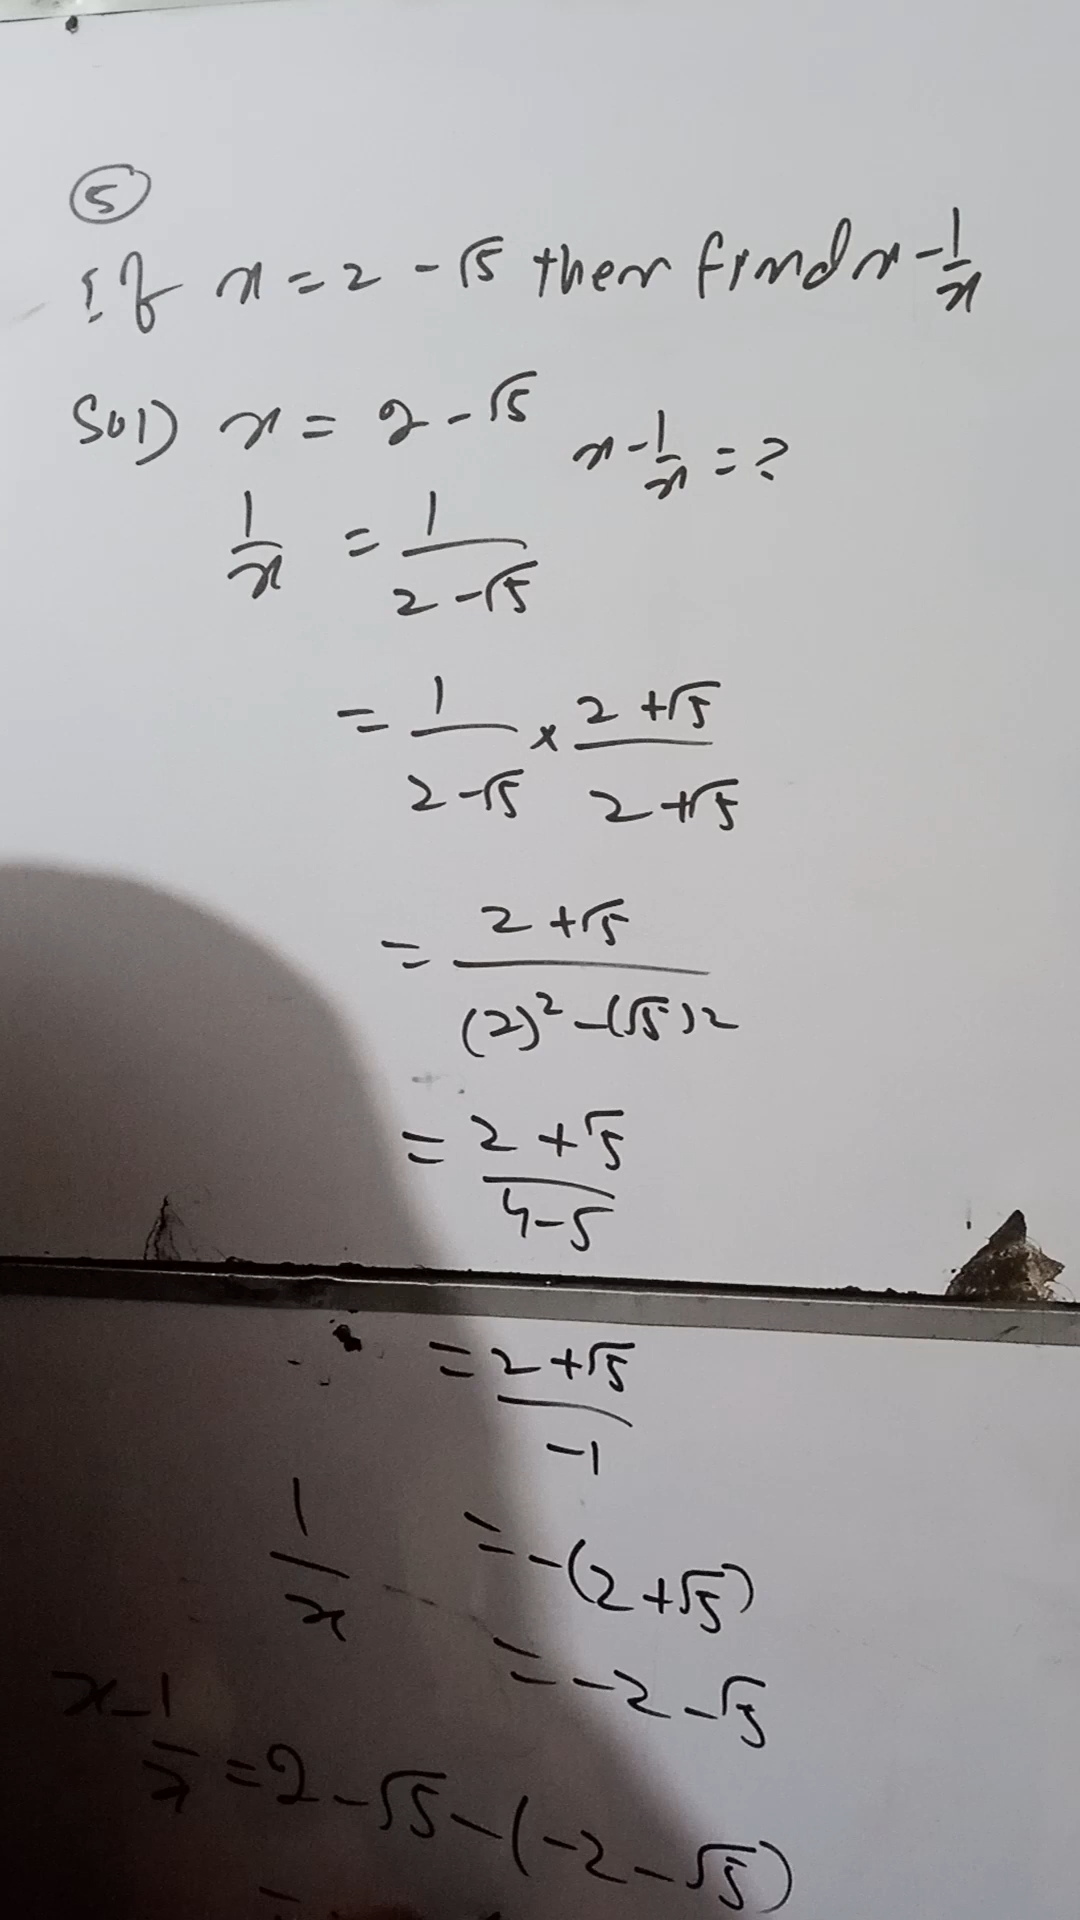 5
If x = 2 - √5 then find x - 1/x
Sol) x = 2 - √5   x - 1/x = ?
1/x = 1/(2 - √5)
= 1/(2 - √5) × (2 + √5)/(2 + √5)
= (2 + √5)/((2)² - (√5)²)
= (2 + √5)/(4 - 5)
= (2 + √5)/-1
1/x = -(2 + √5)
= -2 - √5
x - 1/x = 2 - √5 - (-2 - √5)
=